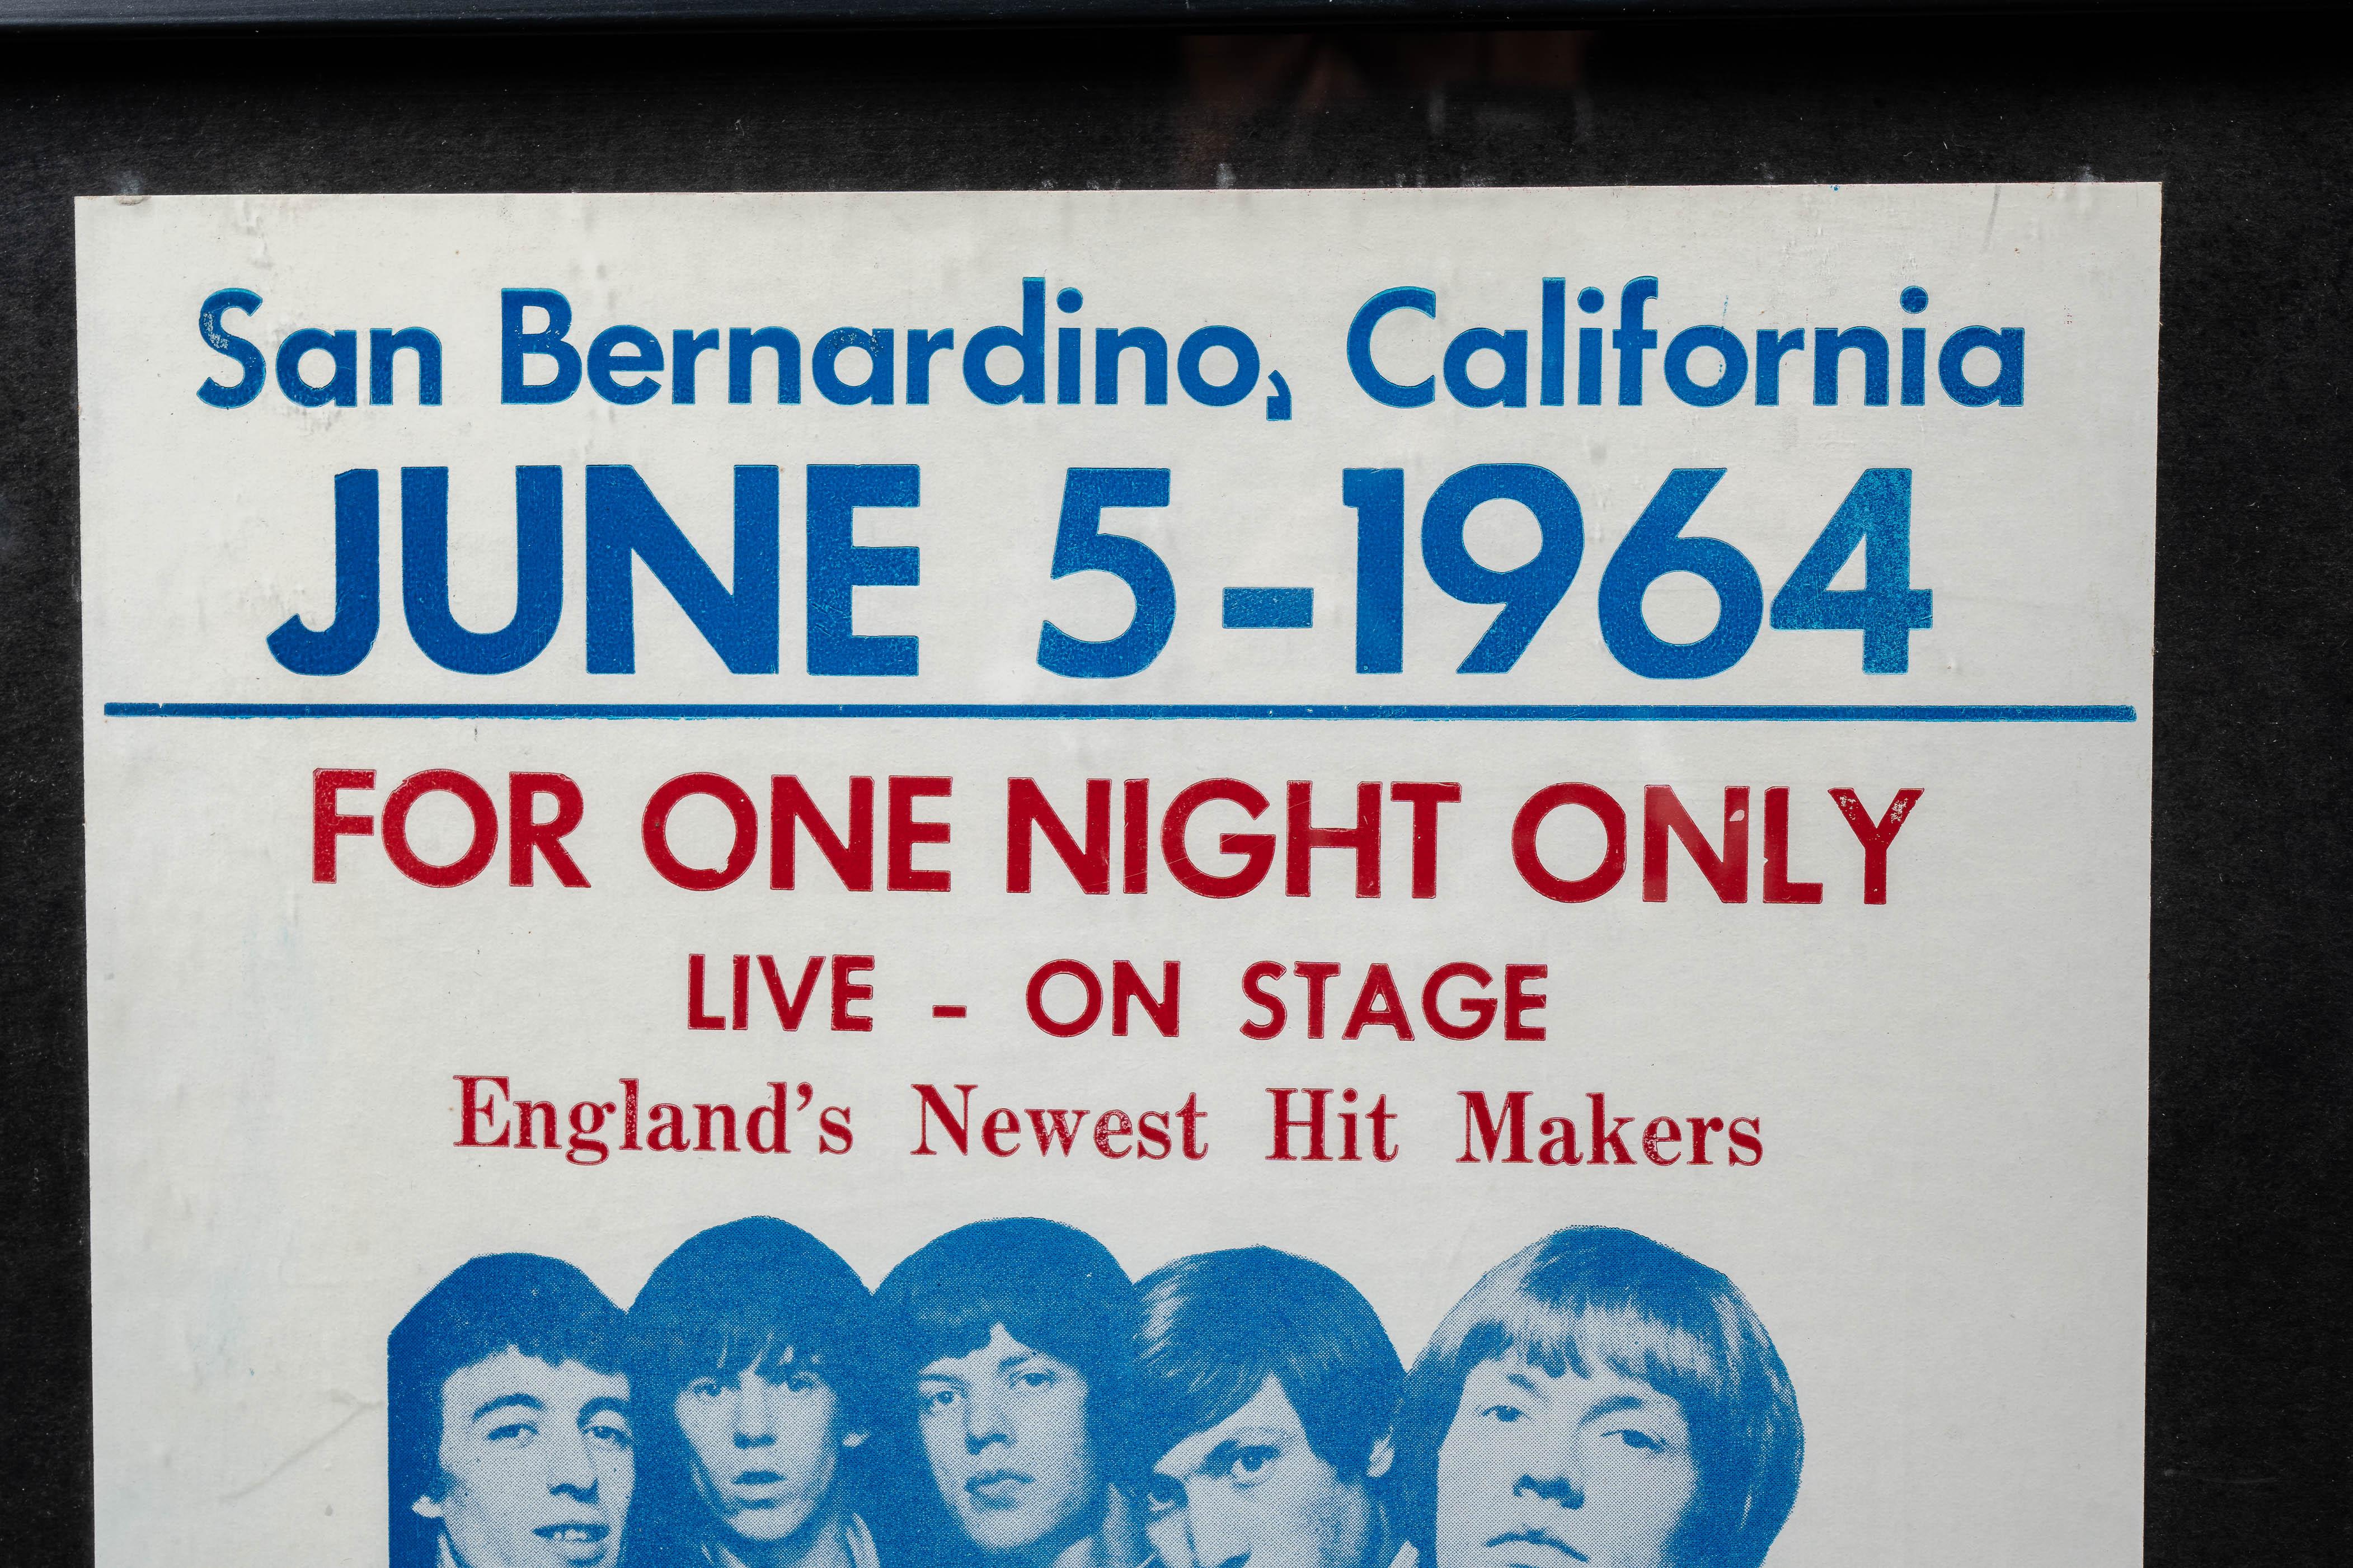 San Bernardino, California
JUNE 5-1964
FOR ONE NIGHT ONLY
LIVE - ON STAGE
England's Newest Hit Makers